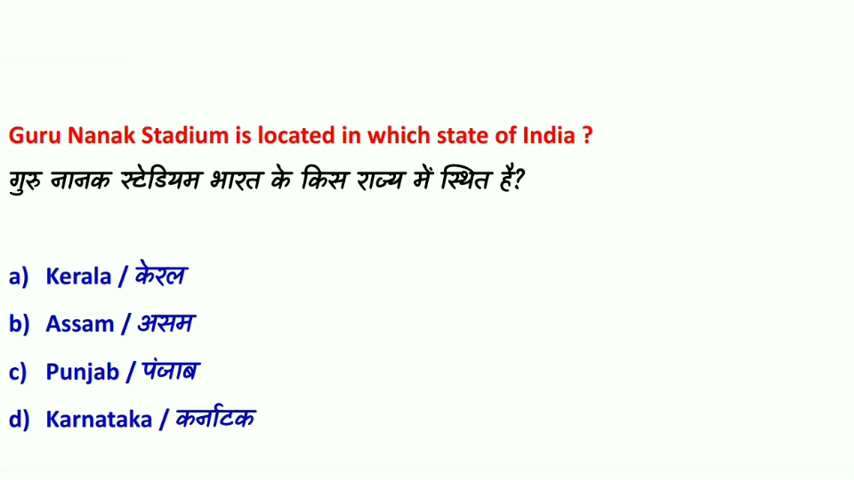 Guru Nanak Stadium is located in which state of India ?
गुरु नानक स्टेडियम भारत के किस राज्य में स्थित है?
a) Kerala / केरल
b) Assam / असम
c) Punjab / पंजाब
d) Karnataka / कर्नाटक